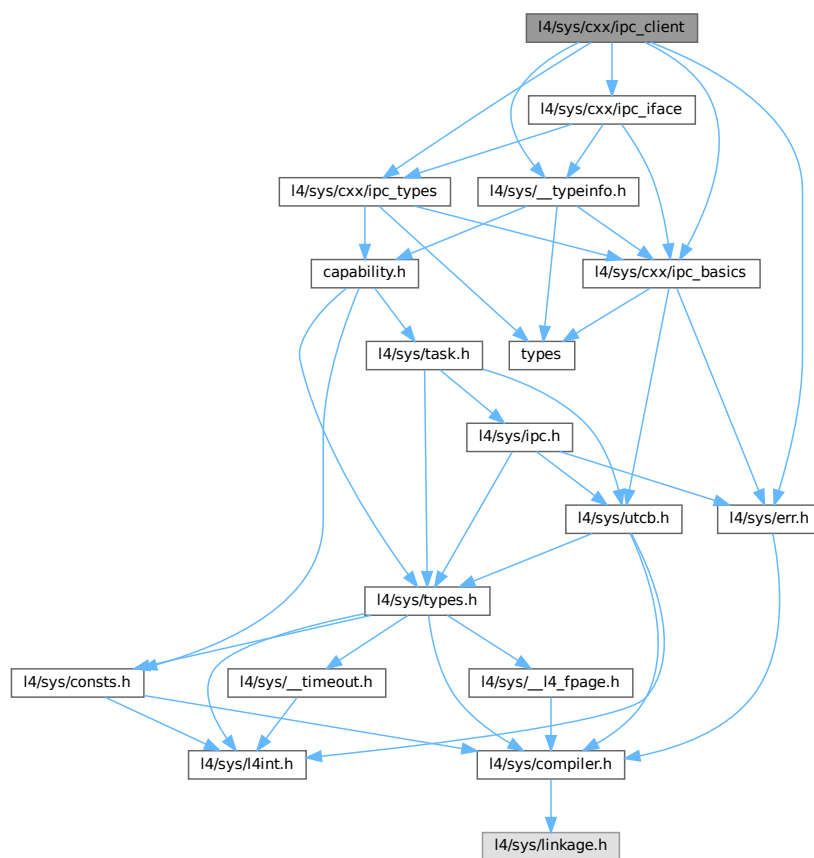 l4/sys/cxx/ipc_client
l4/sys/cxx/ipc_iface
l4/sys/cxx/ipc_types
l4/sys/__typeinfo.h
capability.h
l4/sys/cxx/ipc_basics
l4/sys/task.h
types
l4/sys/ipc.h
l4/sys/utcb.h
l4/sys/err.h
l4/sys/types.h
l4/sys/consts.h
l4/sys/__timeout.h
l4/sys/__l4_fpage.h
l4/sys/l4int.h
l4/sys/compiler.h
l4/sys/linkage.h